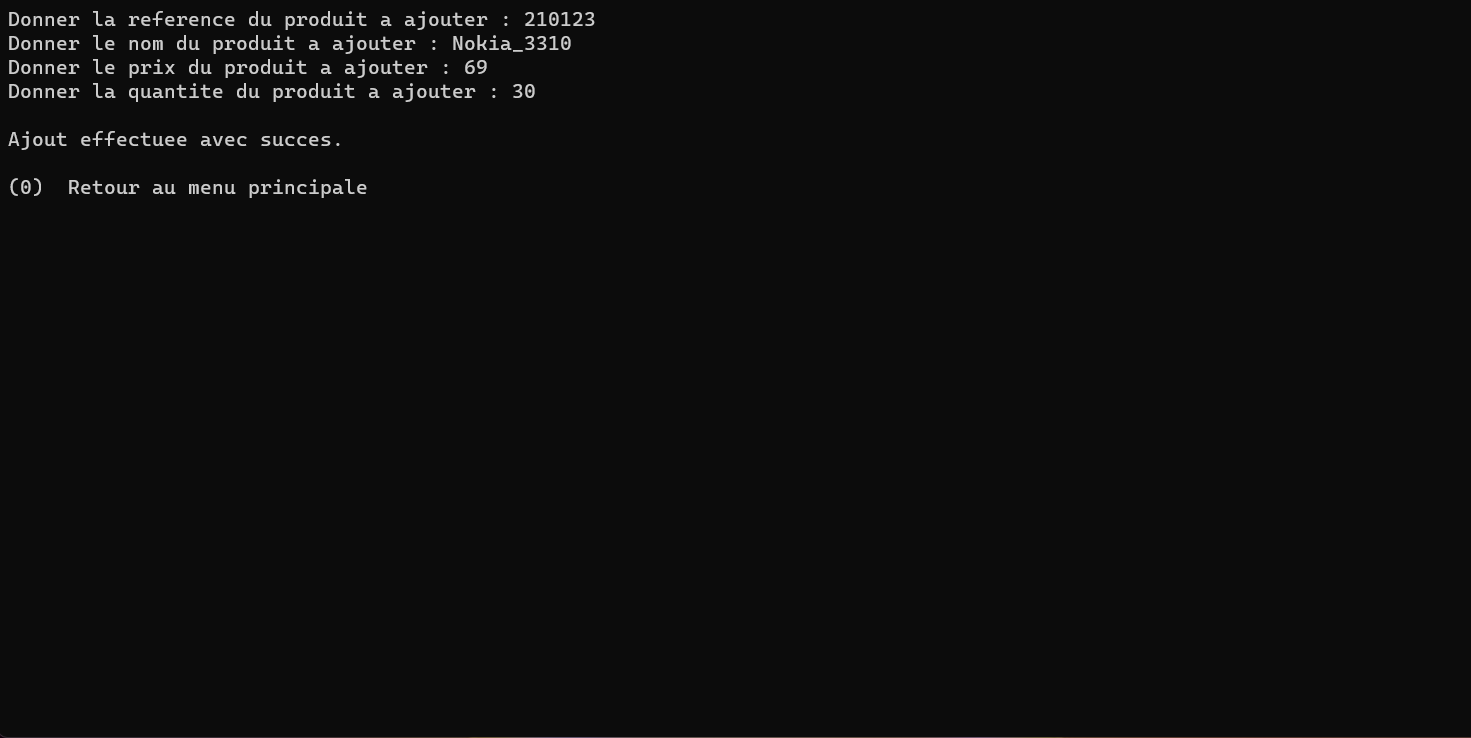 Donner la reference du produit a ajouter : 210123
Donner le nom du produit a ajouter : Nokia_3310
Donner le prix du produit a ajouter : 69
Donner la quantite du produit a ajouter : 30
Ajout effectuee avec succes.
(0)  Retour au menu principale